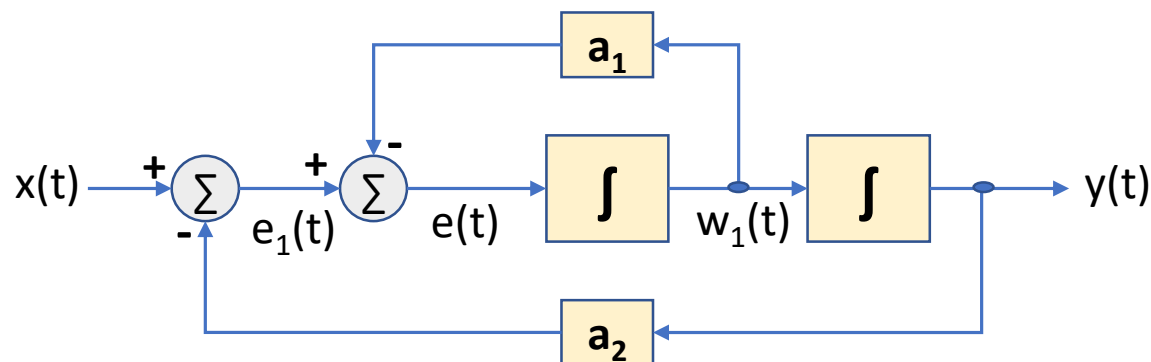 a₁
-
+
+
x(t)
∑
∑
∫
∫
y(t)
-
e₁(t)
e(t)
w₁(t)
a₂